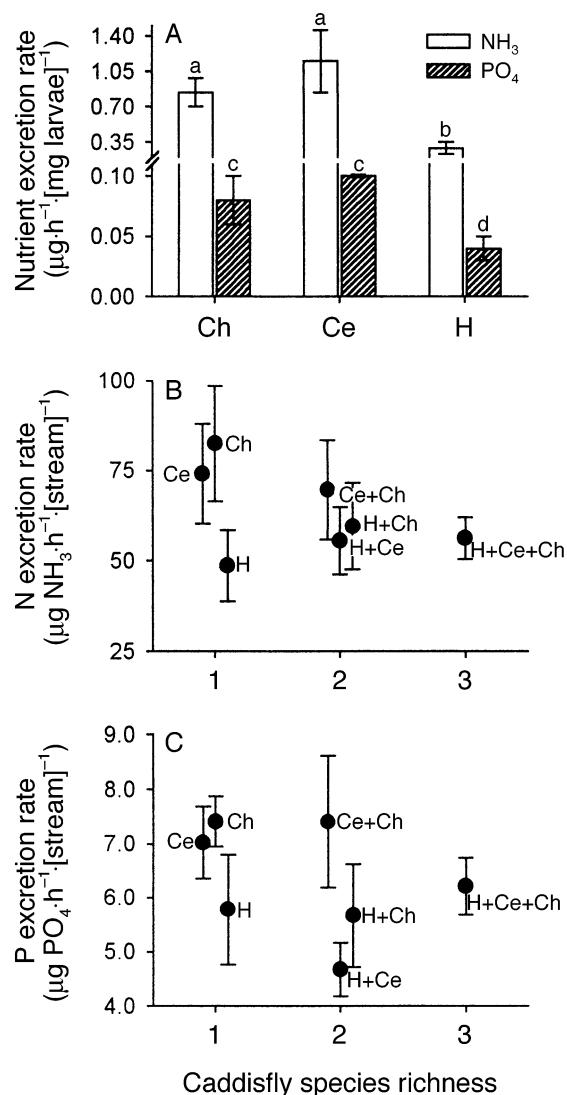 A
NH₃
PO₄
Nutrient excretion rate
(μg·h⁻¹·[mg larvae]⁻¹)
1.40
1.05
0.70
0.35
0.10
0.05
0.00
a
c
a
c
b
d
Ch
Ce
H
B
N excretion rate
(μg NH₃·h⁻¹·[stream]⁻¹)
100
75
50
25
Ce
Ch
H
Ce+Ch
H+Ch
H+Ce
H+Ce+Ch
1
2
3
C
P excretion rate
(μg PO₄·h⁻¹·[stream]⁻¹)
9.0
8.0
7.0
6.0
5.0
4.0
Ce
Ch
H
Ce+Ch
H+Ch
H+Ce
H+Ce+Ch
1
2
3
Caddisfly species richness